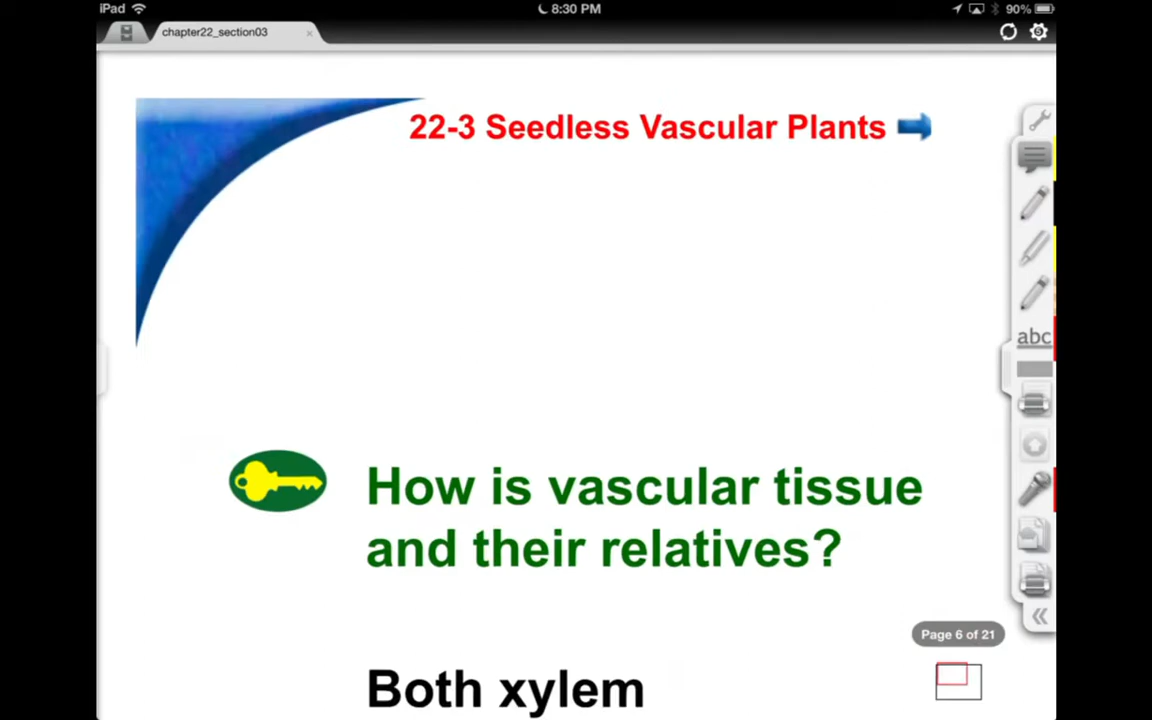 iPad 8:30 PM 90%
chapter22_section03 x
22-3 Seedless Vascular Plants
abc
How is vascular tissue
and their relatives?
Page 6 of 21
Both xylem